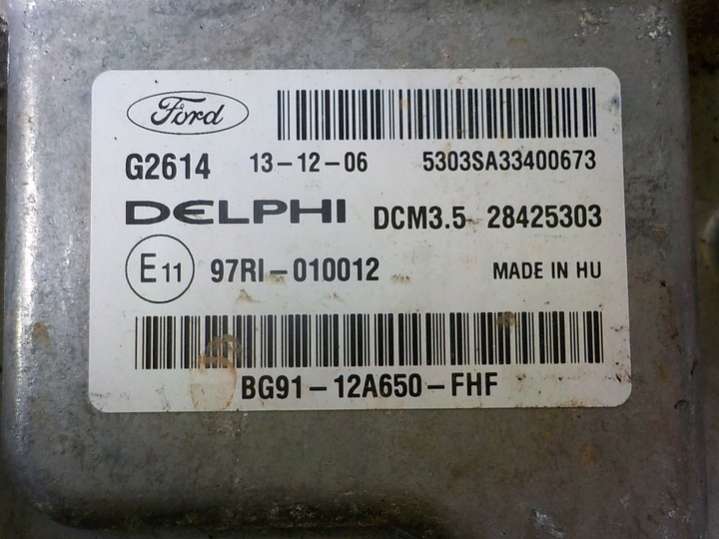 Ford
G2614 13-12-06 5303SA33400673
DELPHI DCM3.5 28425303
E11 97RI-010012 MADE IN HU
BG91-12A650-FHF